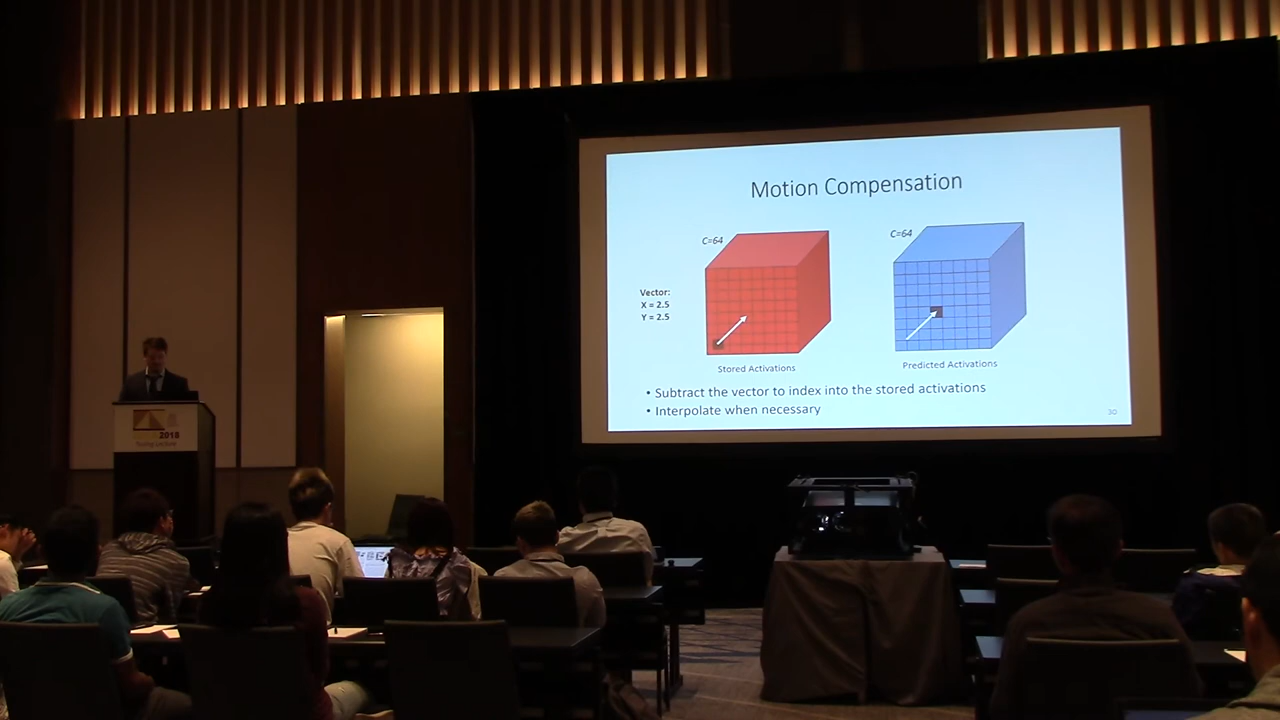 Motion Compensation
C=64
C=64
Vector:
X = 2.5
Y = 2.5
Stored Activations
Predicted Activations
• Subtract the vector to index into the stored activations
• Interpolate when necessary
30
2018